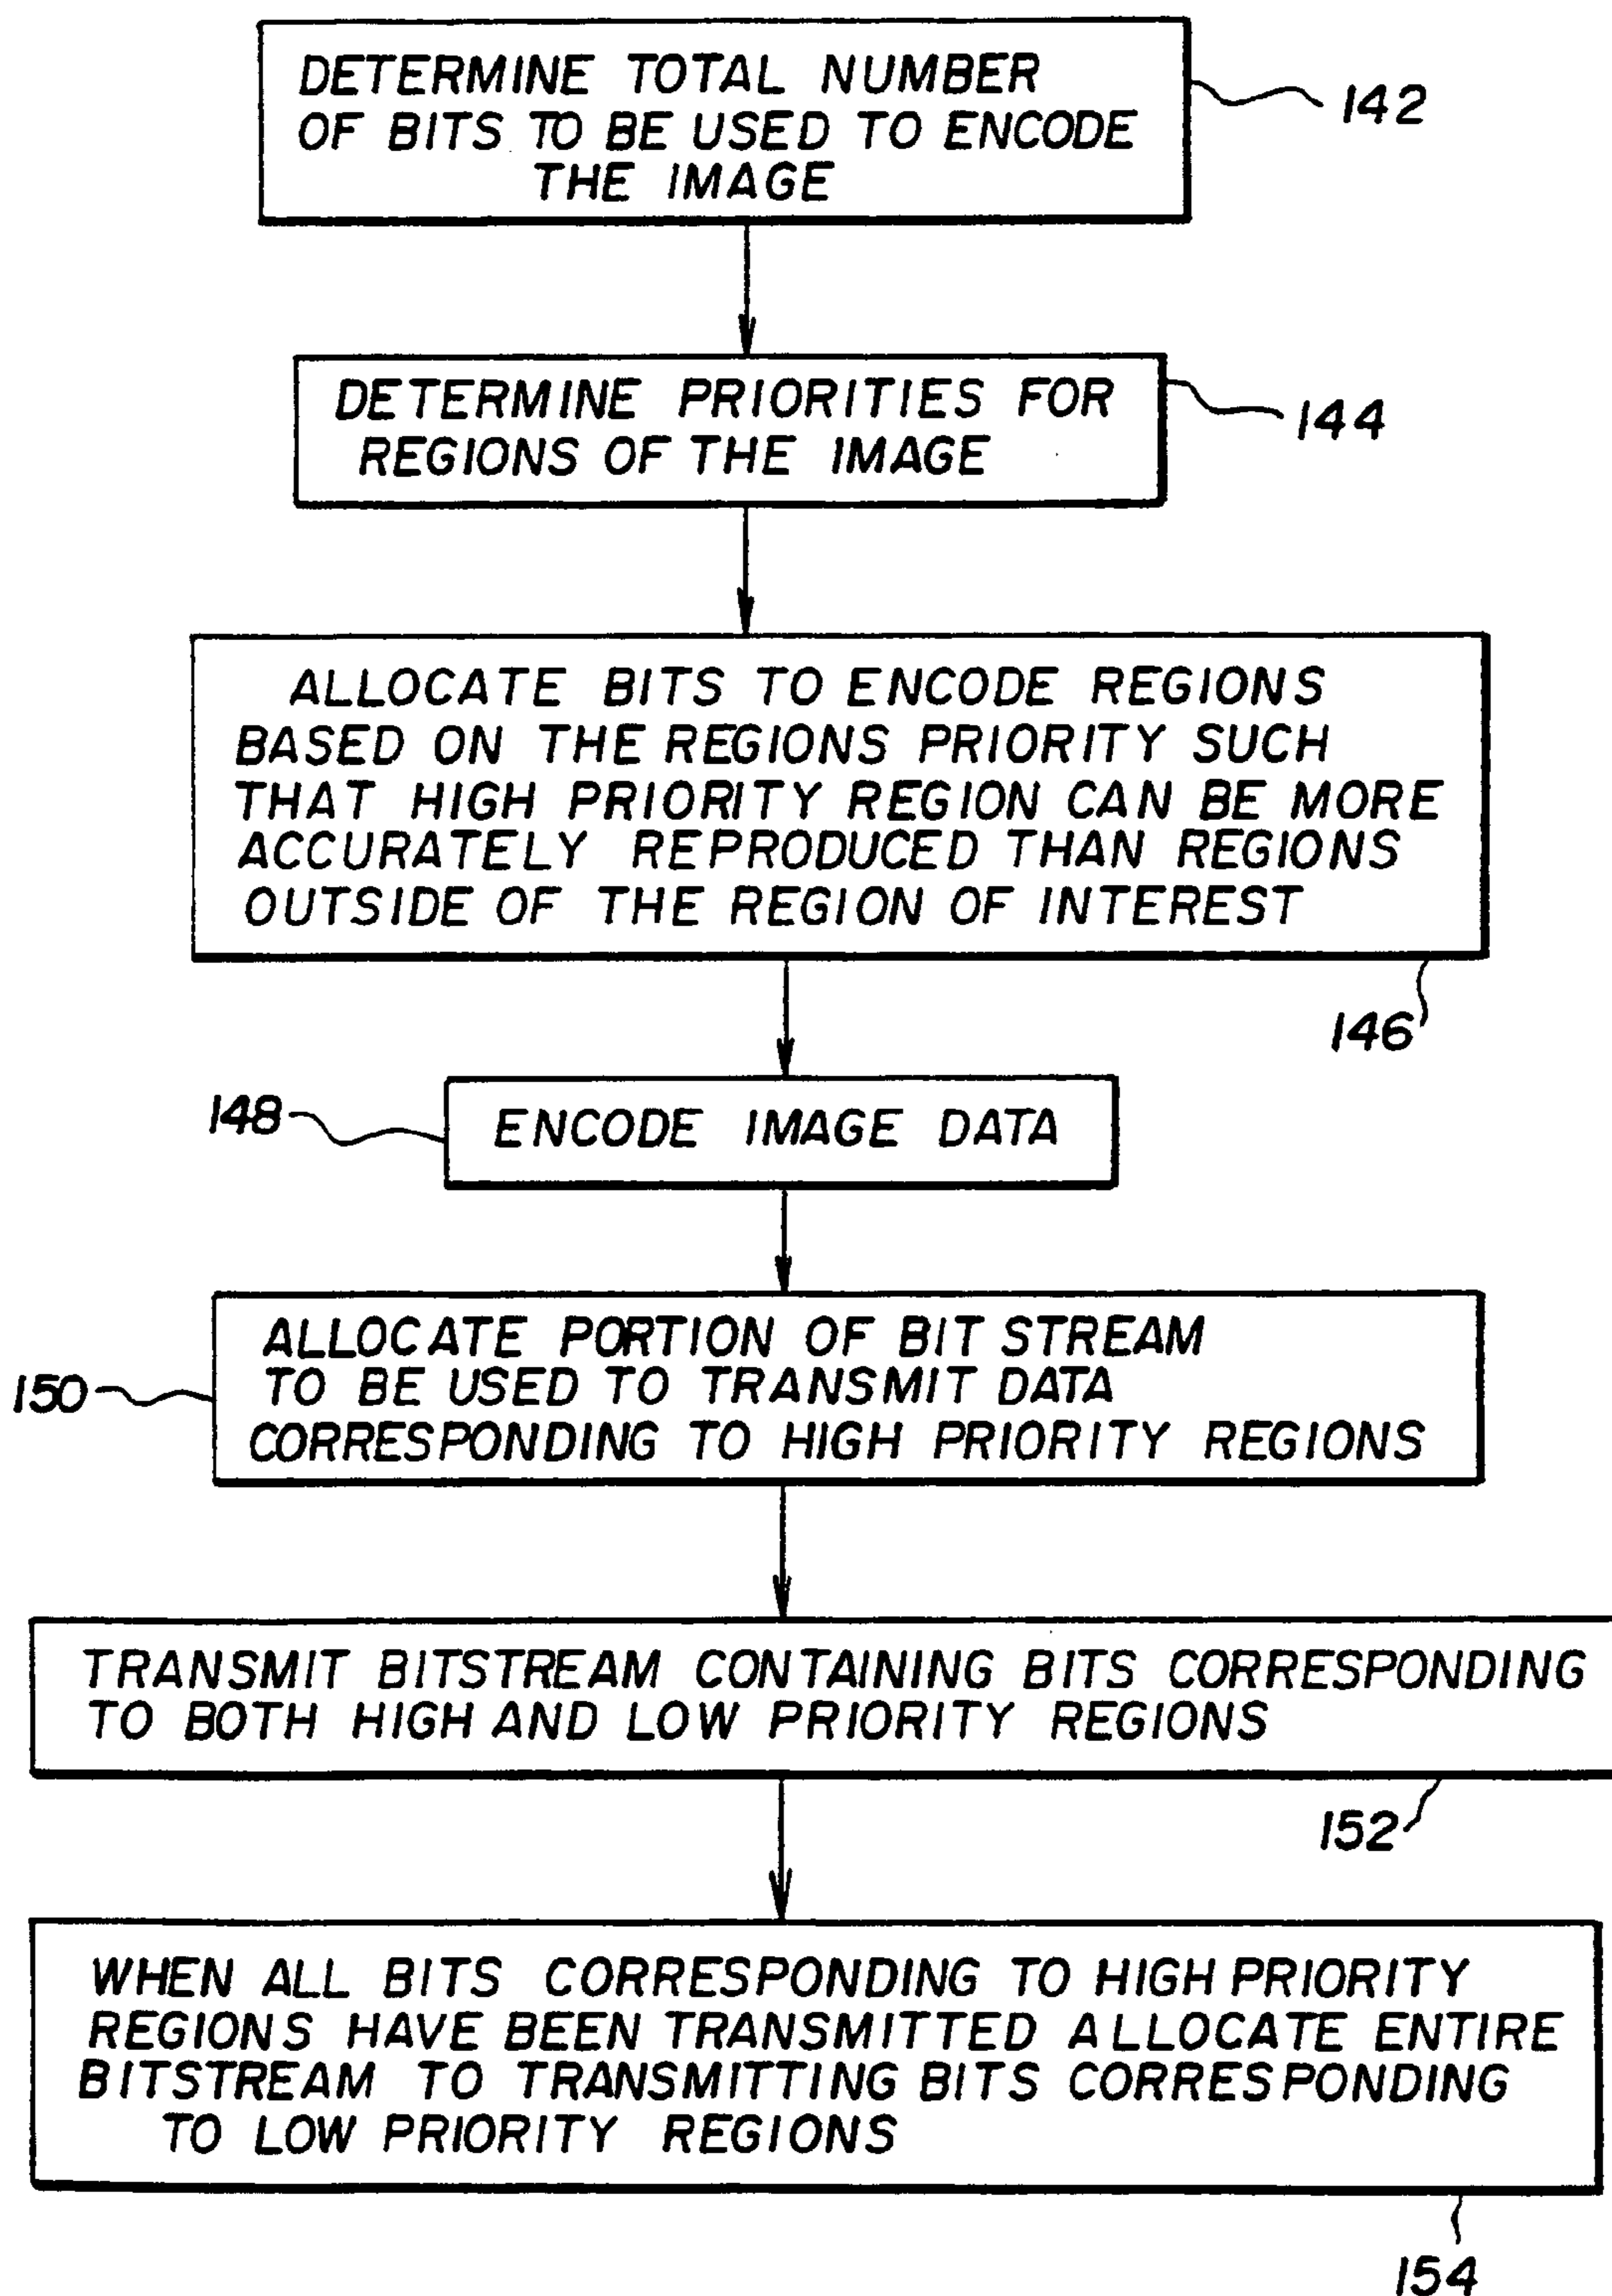 DETERMINE TOTAL NUMBER
OF BITS TO BE USED TO ENCODE
THE IMAGE
142
DETERMINE PRIORITIES FOR
REGIONS OF THE IMAGE
144
ALLOCATE BITS TO ENCODE REGIONS
BASED ON THE REGIONS PRIORITY SUCH
THAT HIGH PRIORITY REGION CAN BE MORE
ACCURATELY REPRODUCED THAN REGIONS
OUTSIDE OF THE REGION OF INTEREST
146
148
ENCODE IMAGE DATA
ALLOCATE PORTION OF BIT STREAM
150
TO BE USED TO TRANSMIT DATA
CORRESPONDING TO HIGH PRIORITY REGIONS
TRANSMIT BITSTREAM CONTAINING BITS CORRESPONDING
TO BOTH HIGH AND LOW PRIORITY REGIONS
152
WHEN ALL BITS CORRESPONDING TO HIGH PRIORITY
REGIONS HAVE BEEN TRANSMITTED ALLOCATE ENTIRE
BITSTREAM TO TRANSMITTING BITS CORRESPONDING
TO LOW PRIORITY REGIONS
154